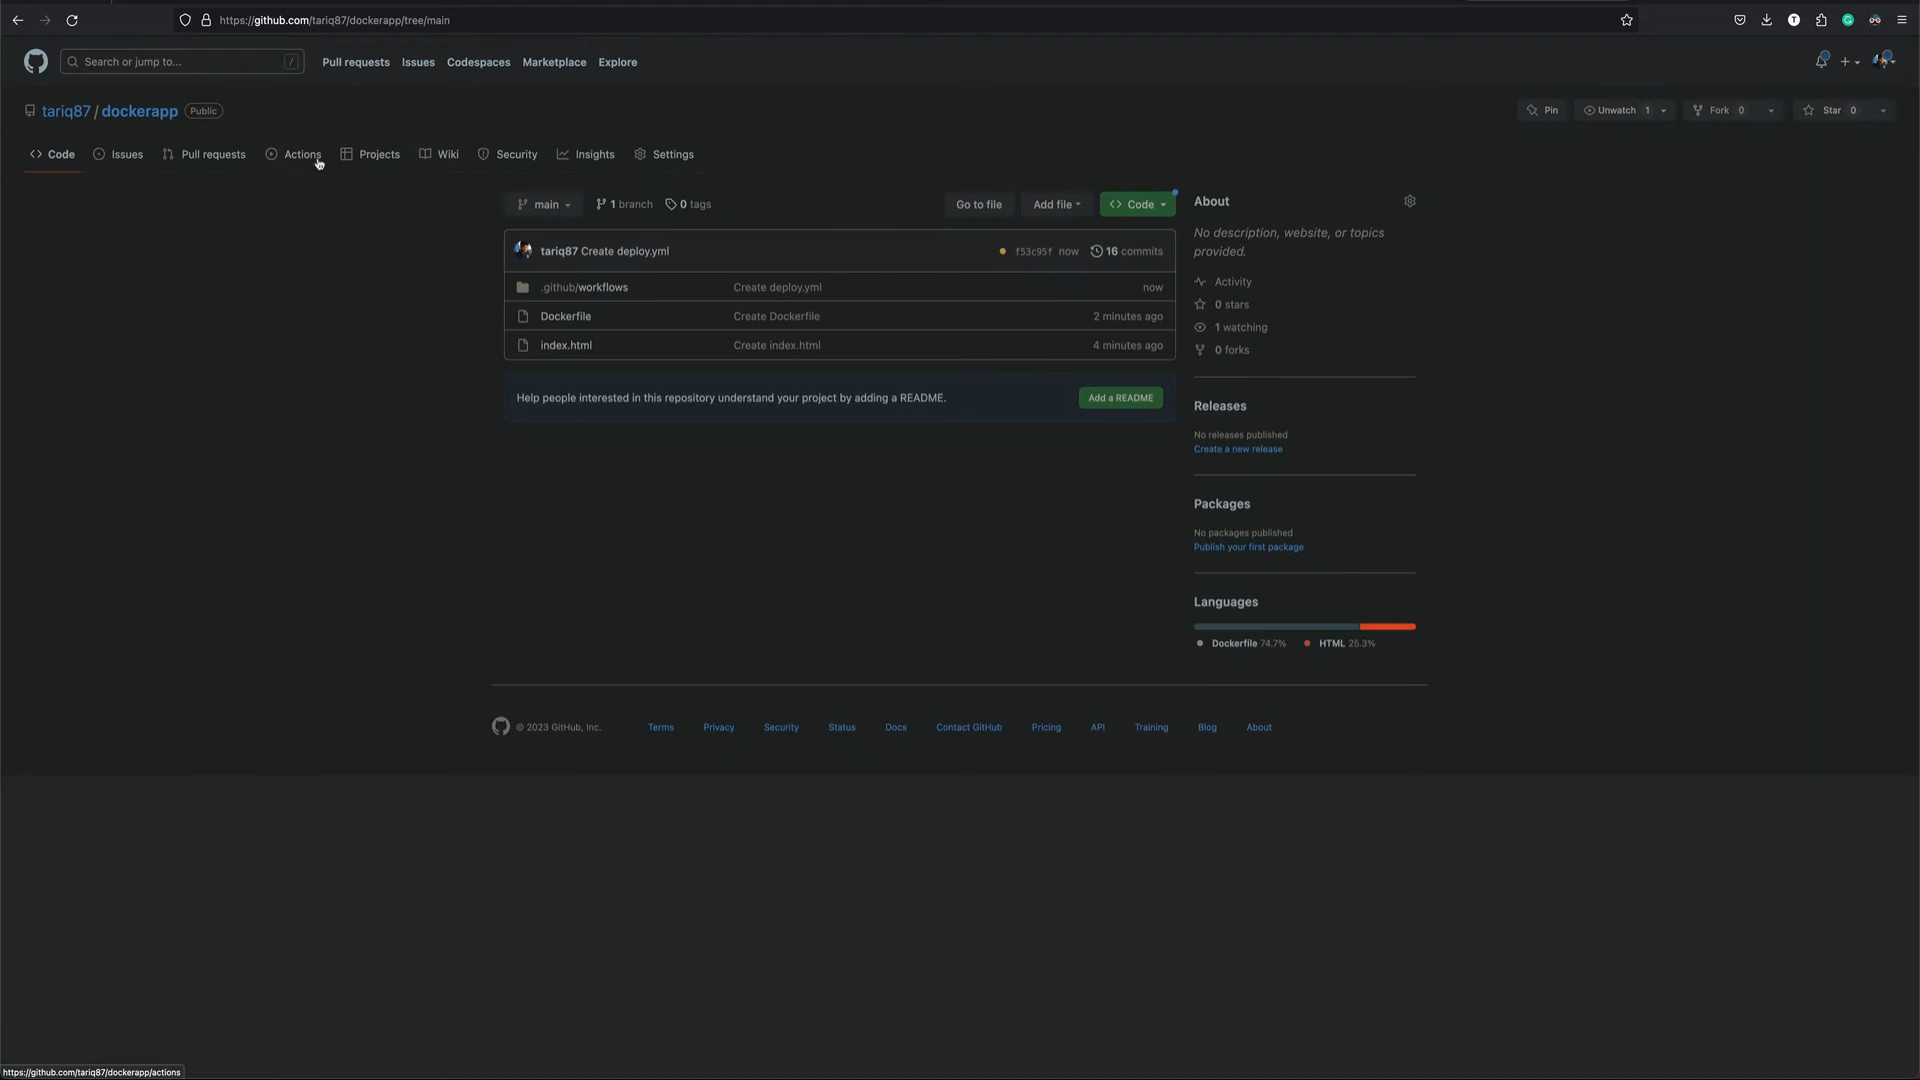 https://github.com/tariq87/dockerapp/tree/main
Search or jump to... /
Pull requests Issues Codespaces Marketplace Explore
tariq87 / dockerapp Public
Pin Unwatch 1 Fork 0 Star 0
Code Issues Pull requests Actions Projects Wiki Security Insights Settings
main 1 branch 0 tags Go to file Add file Code
About
No description, website, or topics
provided.
tariq87 Create deploy.yml f53c95f now 16 commits
.github/workflows Create deploy.yml now
Dockerfile Create Dockerfile 2 minutes ago
index.html Create index.html 4 minutes ago
Help people interested in this repository understand your project by adding a README. Add a README
Activity
0 stars
1 watching
0 forks
Releases
No releases published
Create a new release
Packages
No packages published
Publish your first package
Languages
Dockerfile 74.7% HTML 25.3%
© 2023 GitHub, Inc. Terms Privacy Security Status Docs Contact GitHub Pricing API Training Blog About
https://github.com/tariq87/dockerapp/actions